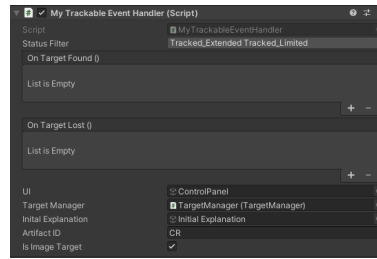 My Trackable Event Handler (Script)
Script MyTrackableEventHandler
Status Filter Tracked_Extended Tracked_Limited
On Target Found ()
List is Empty
+ -
On Target Lost ()
List is Empty
+ -
UI ControlPanel
Target Manager TargetManager (TargetManager)
Inital Explanation Initial Explanation
Artifact ID CR
Is Image Target